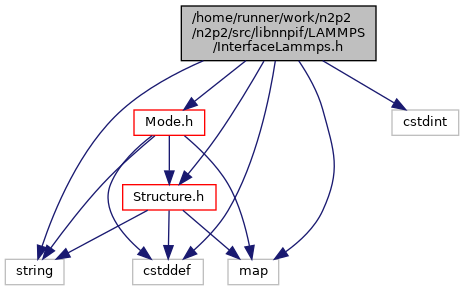 /home/runner/work/n2p2
/n2p2/src/libnnpif/LAMMPS
/InterfaceLammps.h
Mode.h
cstdint
Structure.h
string
cstddef
map